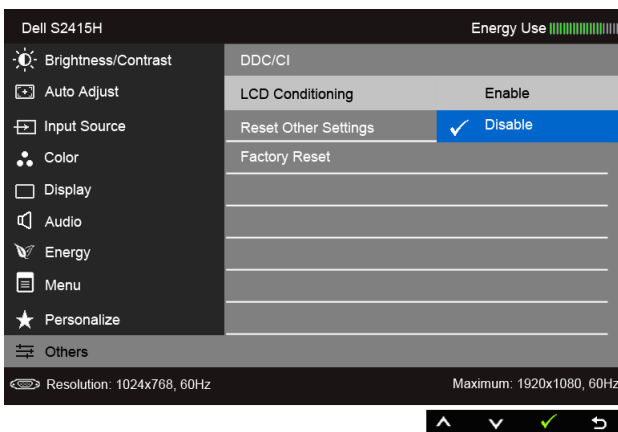 Dell S2415H Energy Use
Brightness/Contrast DDC/CI
Auto Adjust LCD Conditioning Enable
Input Source Reset Other Settings Disable
Color Factory Reset
Display
Audio
Energy
Menu
Personalize
Others
Resolution: 1024x768, 60Hz Maximum: 1920x1080, 60Hz